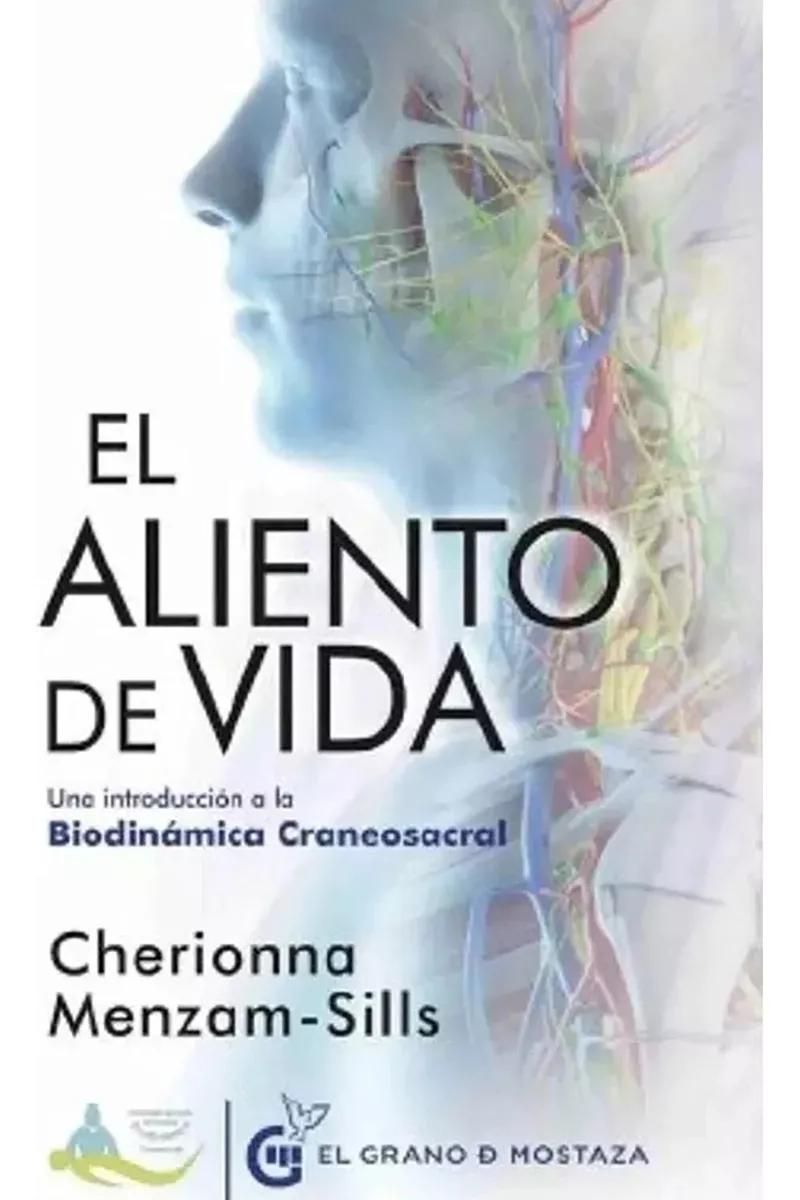 EL
ALIENTO
DE VIDA
Una introducción a la
Biodinámica Craneosacral
Cherionna
Menzam-Sills
EL GRANO Đ MOSTAZA